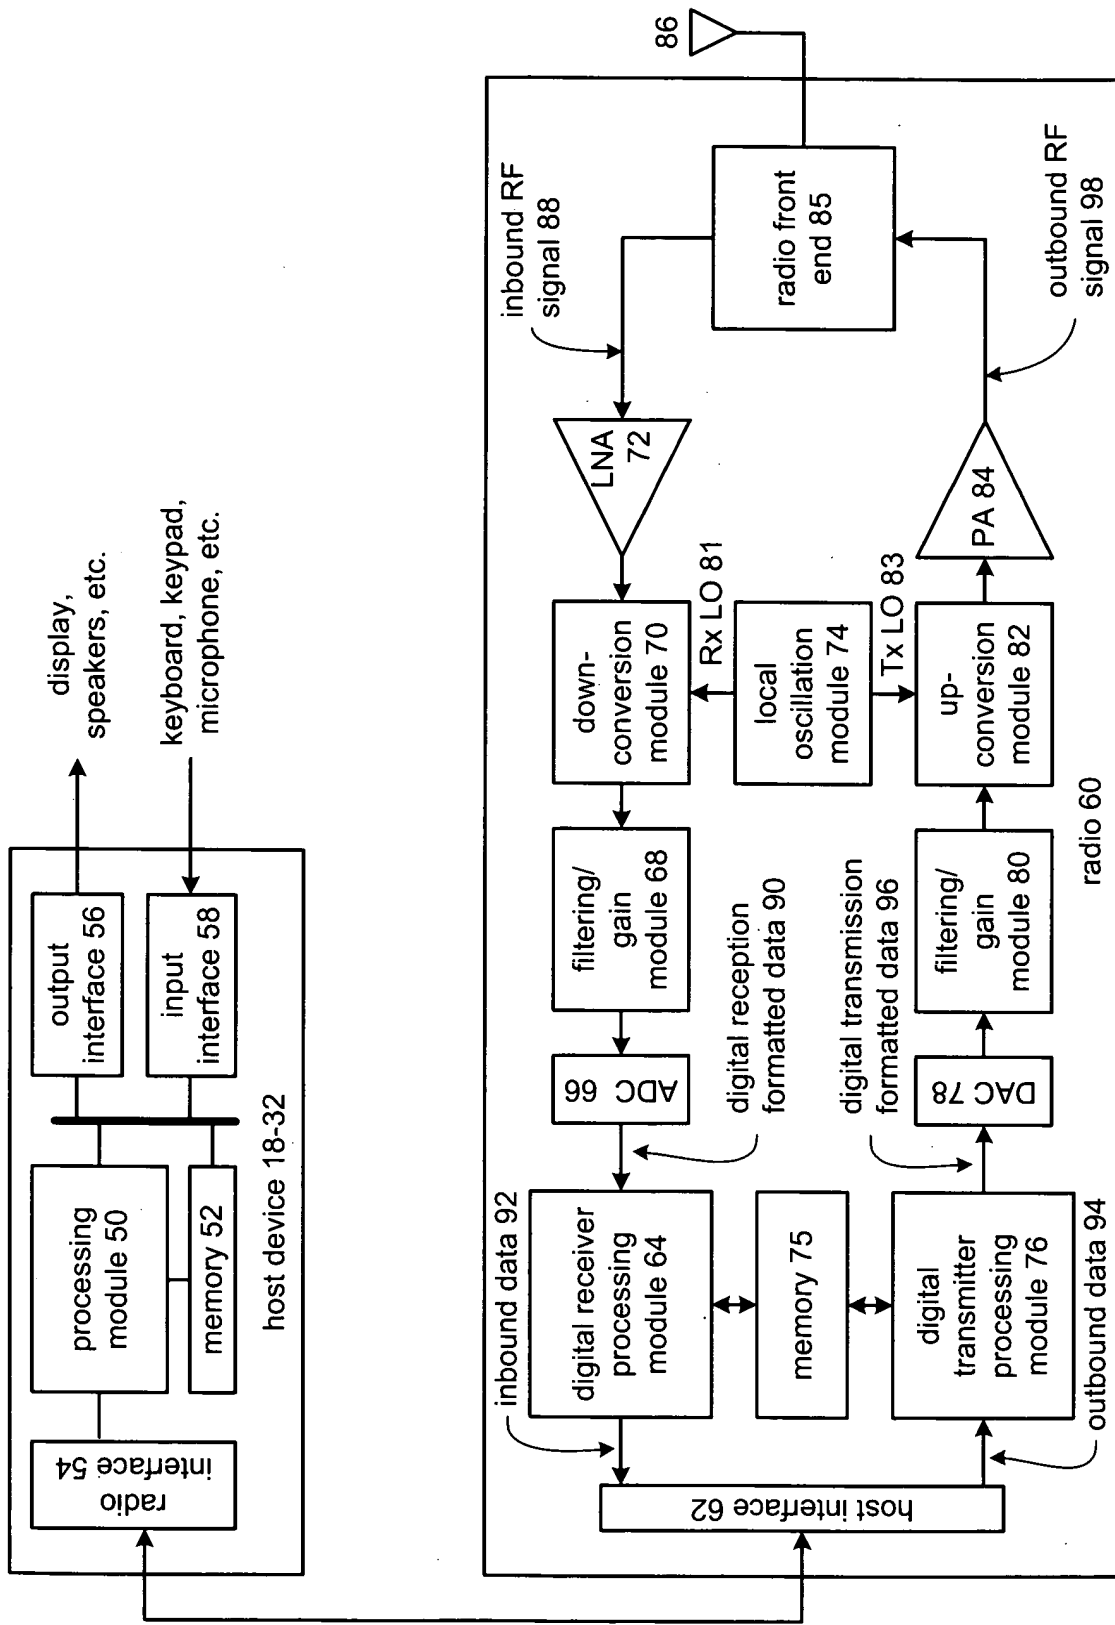 display,
speakers, etc.
keyboard, keypad,
microphone, etc.
output
interface 56
input
interface 58
processing
module 50
memory 52
radio
interface 54
host device 18-32
86
inbound RF
signal 88
radio front
end 85
outbound RF
signal 98
LNA
72
PA 84
down-
conversion
module 70
Rx LO 81
local
oscillation
module 74
Tx LO 83
up-
conversion
module 82
filtering/
gain
module 68
filtering/
gain
module 80
radio 60
ADC 66
digital reception
formatted data 90
digital transmission
formatted data 96
DAC 78
inbound data 92
digital receiver
processing
module 64
memory 75
digital
transmitter
processing
module 76
outbound data 94
host interface 62